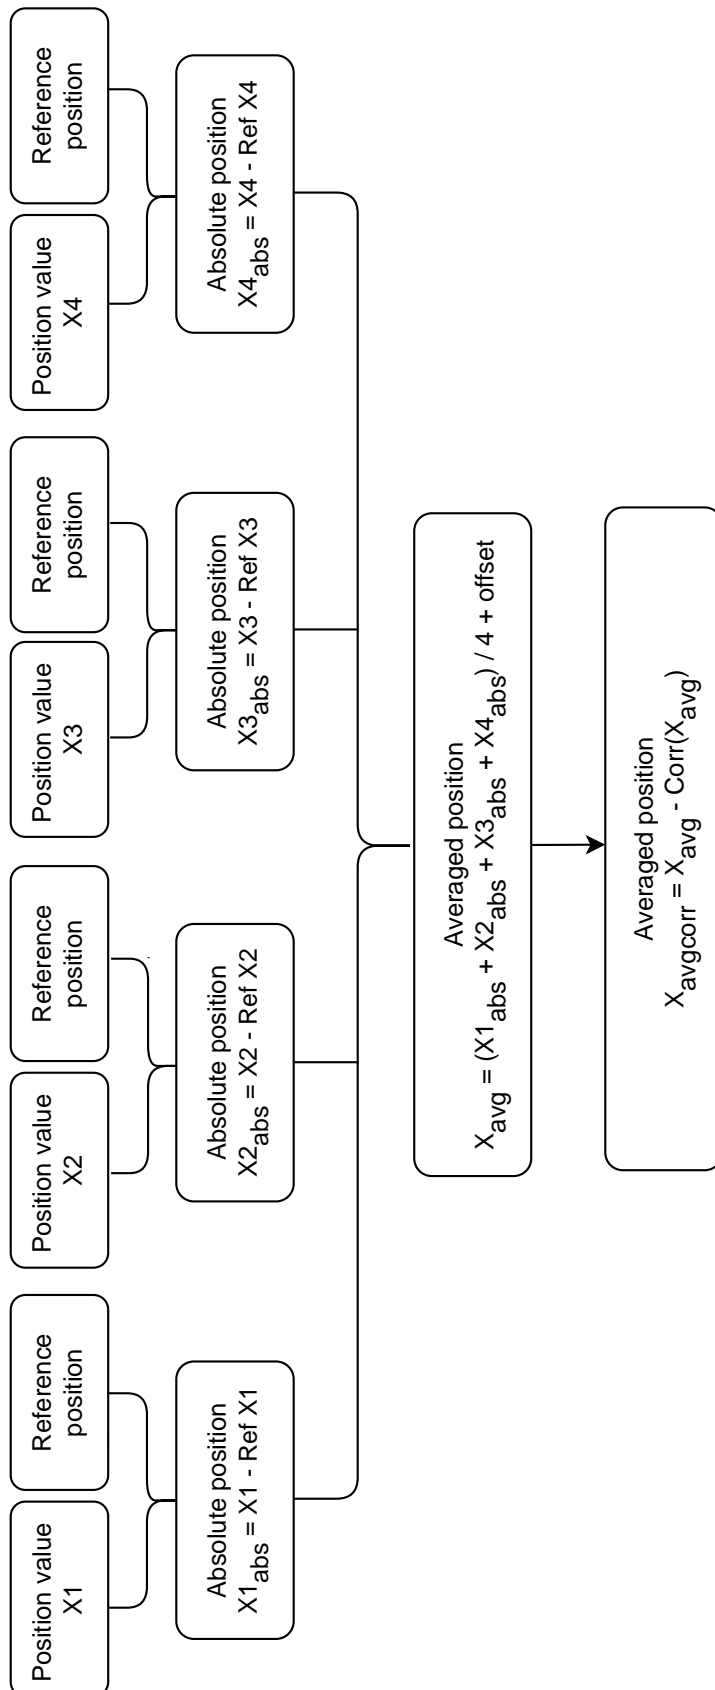 Position value
X1
Reference
position
Position value
X2
Reference
position
Position value
X3
Reference
position
Position value
X4
Reference
position
Absolute position
X1abs = X1 - Ref X1
Absolute position
X2abs = X2 - Ref X2
Absolute position
X3abs = X3 - Ref X3
Absolute position
X4abs = X4 - Ref X4
Averaged position
Xavg = (X1abs + X2abs + X3abs + X4abs) / 4 + offset
Averaged position
Xavgcorr = Xavg - Corr(Xavg)